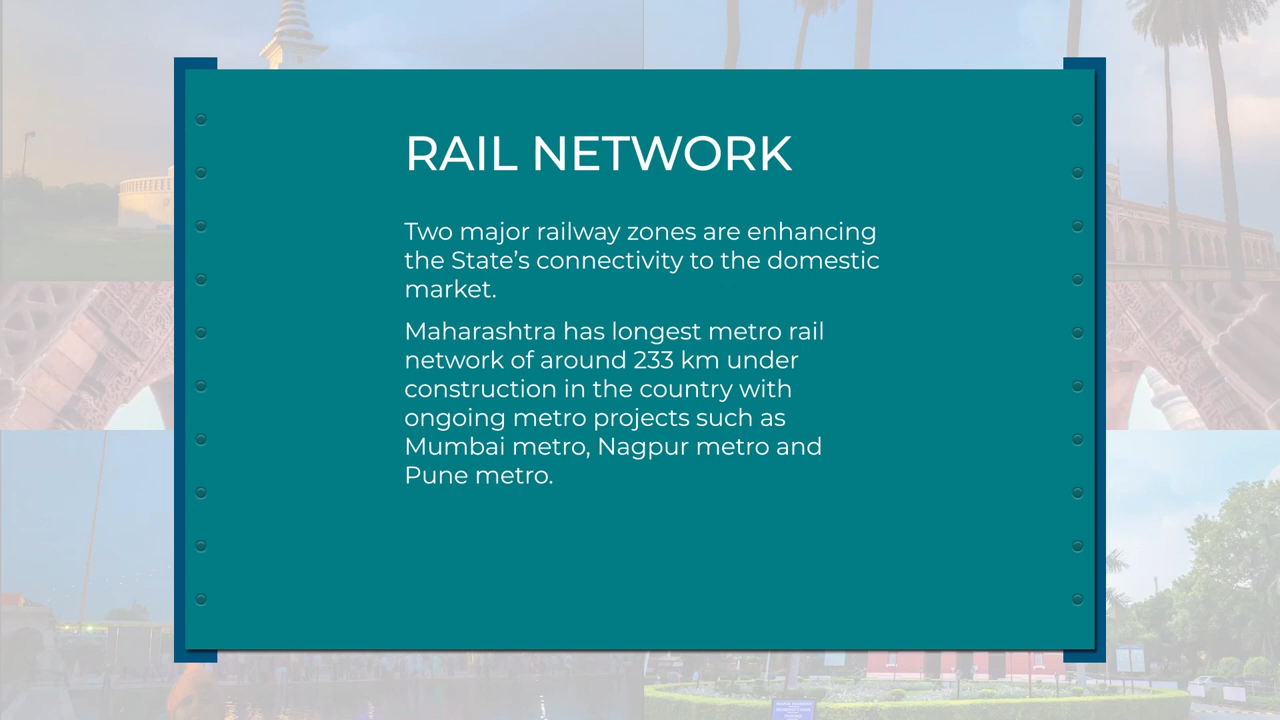 RAIL NETWORK
Two major railway zones are enhancing
the State’s connectivity to the domestic
market.
Maharashtra has longest metro rail
network of around 233 km under
construction in the country with
ongoing metro projects such as
Mumbai metro, Nagpur metro and
Pune metro.